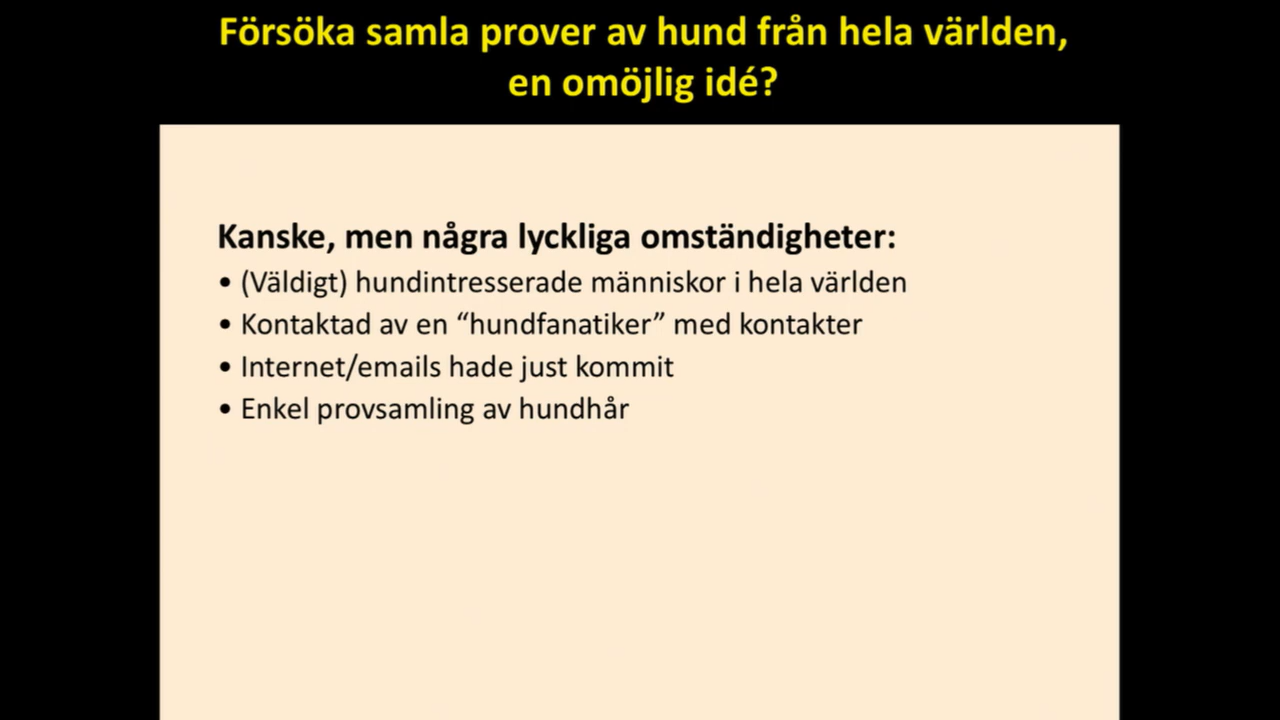 Försöka samla prover av hund från hela världen,
en omöjlig idé?
Kanske, men några lyckliga omständigheter:
• (Väldigt) hundintresserade människor i hela världen
• Kontaktad av en “hundfanatiker” med kontakter
• Internet/emails hade just kommit
• Enkel provsamling av hundhår